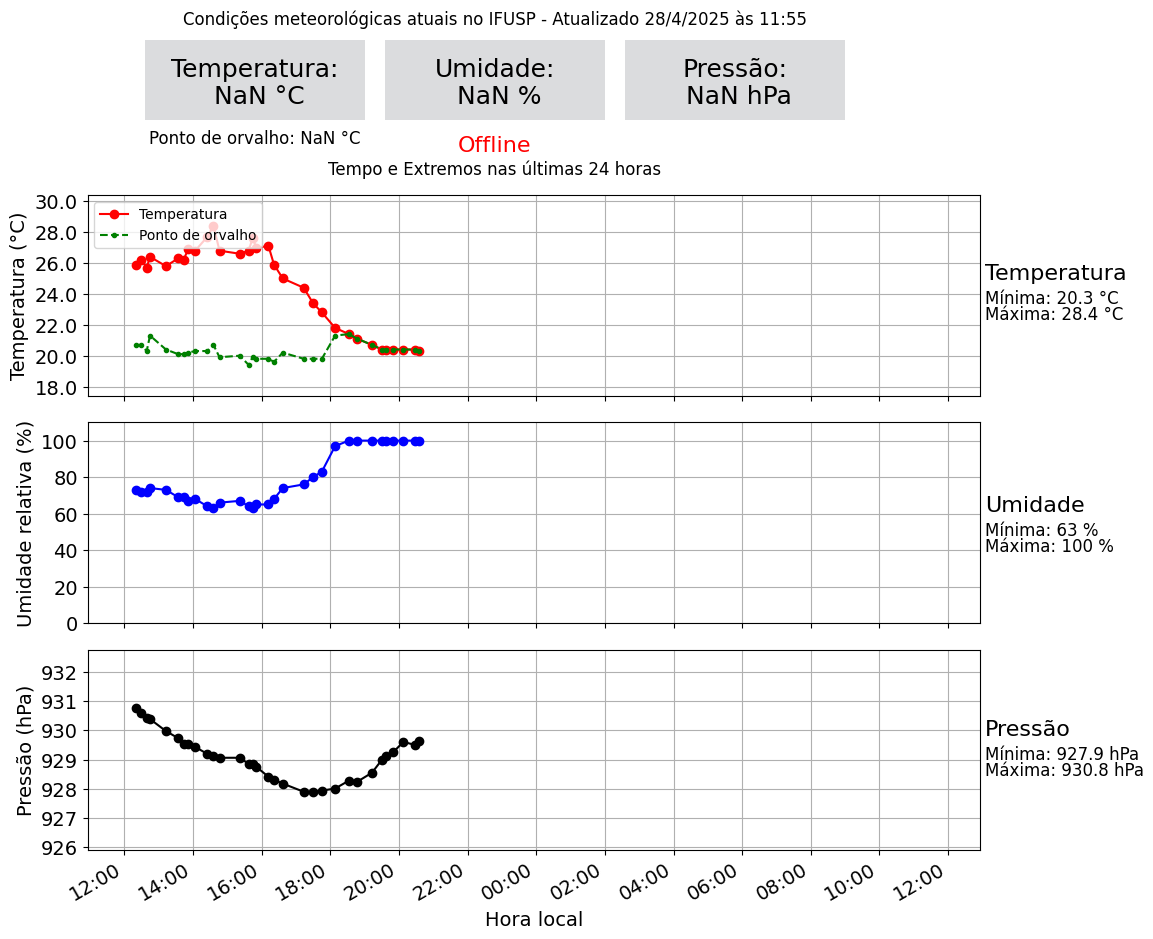 Condições meteorológicas atuais no IFUSP - Atualizado 28/4/2025 às 11:55
Temperatura:
NaN °C
Umidade:
NaN %
Pressão:
NaN hPa
Ponto de orvalho: NaN °C
Offline
Tempo e Extremos nas últimas 24 horas
Temperatura (°C)
30.0
28.0
26.0
24.0
22.0
20.0
18.0
Temperatura
Ponto de orvalho
Temperatura
Mínima: 20.3 °C
Máxima: 28.4 °C
Umidade relativa (%)
100
80
60
40
20
0
Umidade
Mínima: 63 %
Máxima: 100 %
Pressão (hPa)
932
931
930
929
928
927
926
Pressão
Mínima: 927.9 hPa
Máxima: 930.8 hPa
12:00 14:00 16:00 18:00 20:00 22:00 00:00 02:00 04:00 06:00 08:00 10:00 12:00
Hora local